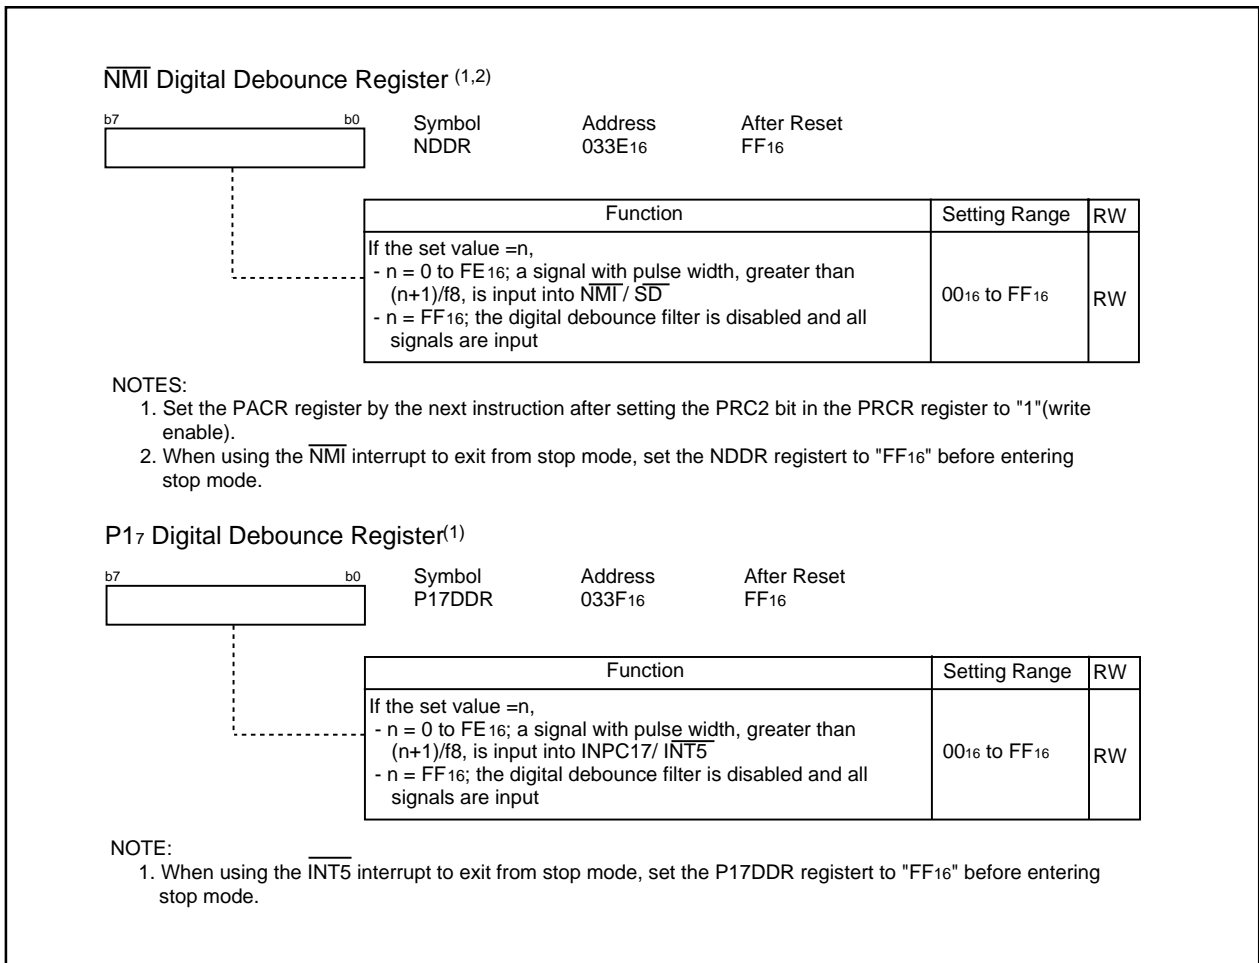 NMI Digital Debounce Register (1,2)
b7 b0 Symbol Address After Reset
NDDR 033E16 FF16
Function Setting Range RW
If the set value =n,
- n = 0 to FE16; a signal with pulse width, greater than
(n+1)/f8, is input into NMI / SD
- n = FF16; the digital debounce filter is disabled and all
signals are input
0016 to FF16 RW
NOTES:
1. Set the PACR register by the next instruction after setting the PRC2 bit in the PRCR register to "1"(write
enable).
2. When using the NMI interrupt to exit from stop mode, set the NDDR registert to "FF16" before entering
stop mode.
P17 Digital Debounce Register(1)
b7 b0 Symbol Address After Reset
P17DDR 033F16 FF16
Function Setting Range RW
If the set value =n,
- n = 0 to FE16; a signal with pulse width, greater than
(n+1)/f8, is input into INPC17/ INT5
- n = FF16; the digital debounce filter is disabled and all
signals are input
0016 to FF16 RW
NOTE:
1. When using the INT5 interrupt to exit from stop mode, set the P17DDR registert to "FF16" before entering
stop mode.